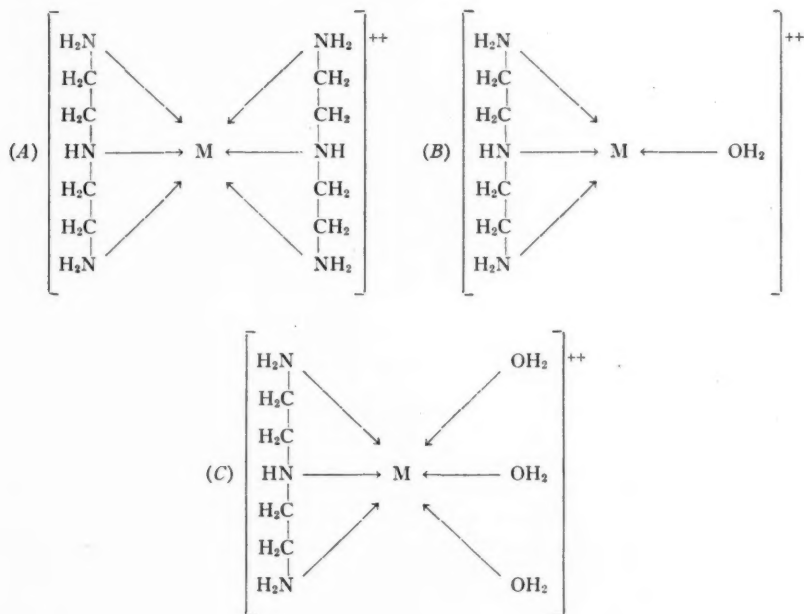 H₂N NH₂ H₂N ++ ++
H₂C CH₂ H₂C
H₂C CH₂ H₂C
(A) HN → M ← NH (B) HN → M ← OH₂
H₂C CH₂ H₂C
H₂C CH₂ H₂C
H₂N NH₂ H₂N
H₂N OH₂ ++
H₂C
H₂C
(C) HN → M ← OH₂
H₂C
H₂C
H₂N OH₂